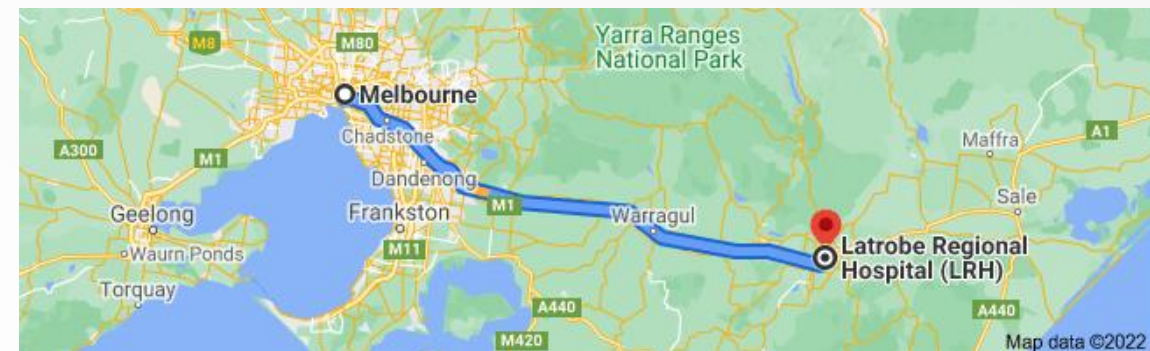 M8
M80
Yarra Ranges
National Park
Melbourne
Chadstone
Maffra
A1
A300
M1
Dandenong
Sale
Geelong
Frankston
M1
Warragul
Latrobe Regional
Hospital (LRH)
Waurn Ponds
M11
Torquay
A440
A440
M420
Map data ©2022